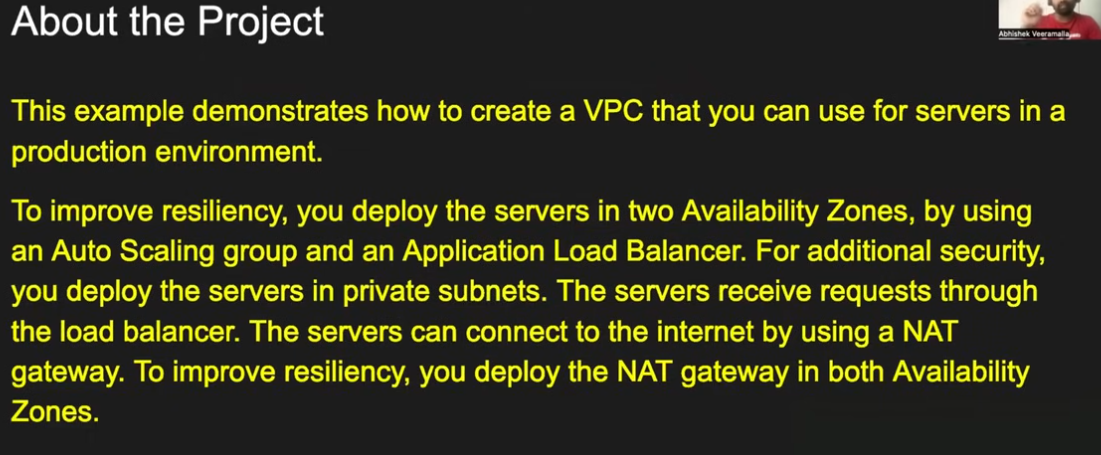 About the Project
Abhishek Veeramalla
This example demonstrates how to create a VPC that you can use for servers in a
production environment.
To improve resiliency, you deploy the servers in two Availability Zones, by using
an Auto Scaling group and an Application Load Balancer. For additional security,
you deploy the servers in private subnets. The servers receive requests through
the load balancer. The servers can connect to the internet by using a NAT
gateway. To improve resiliency, you deploy the NAT gateway in both Availability
Zones.